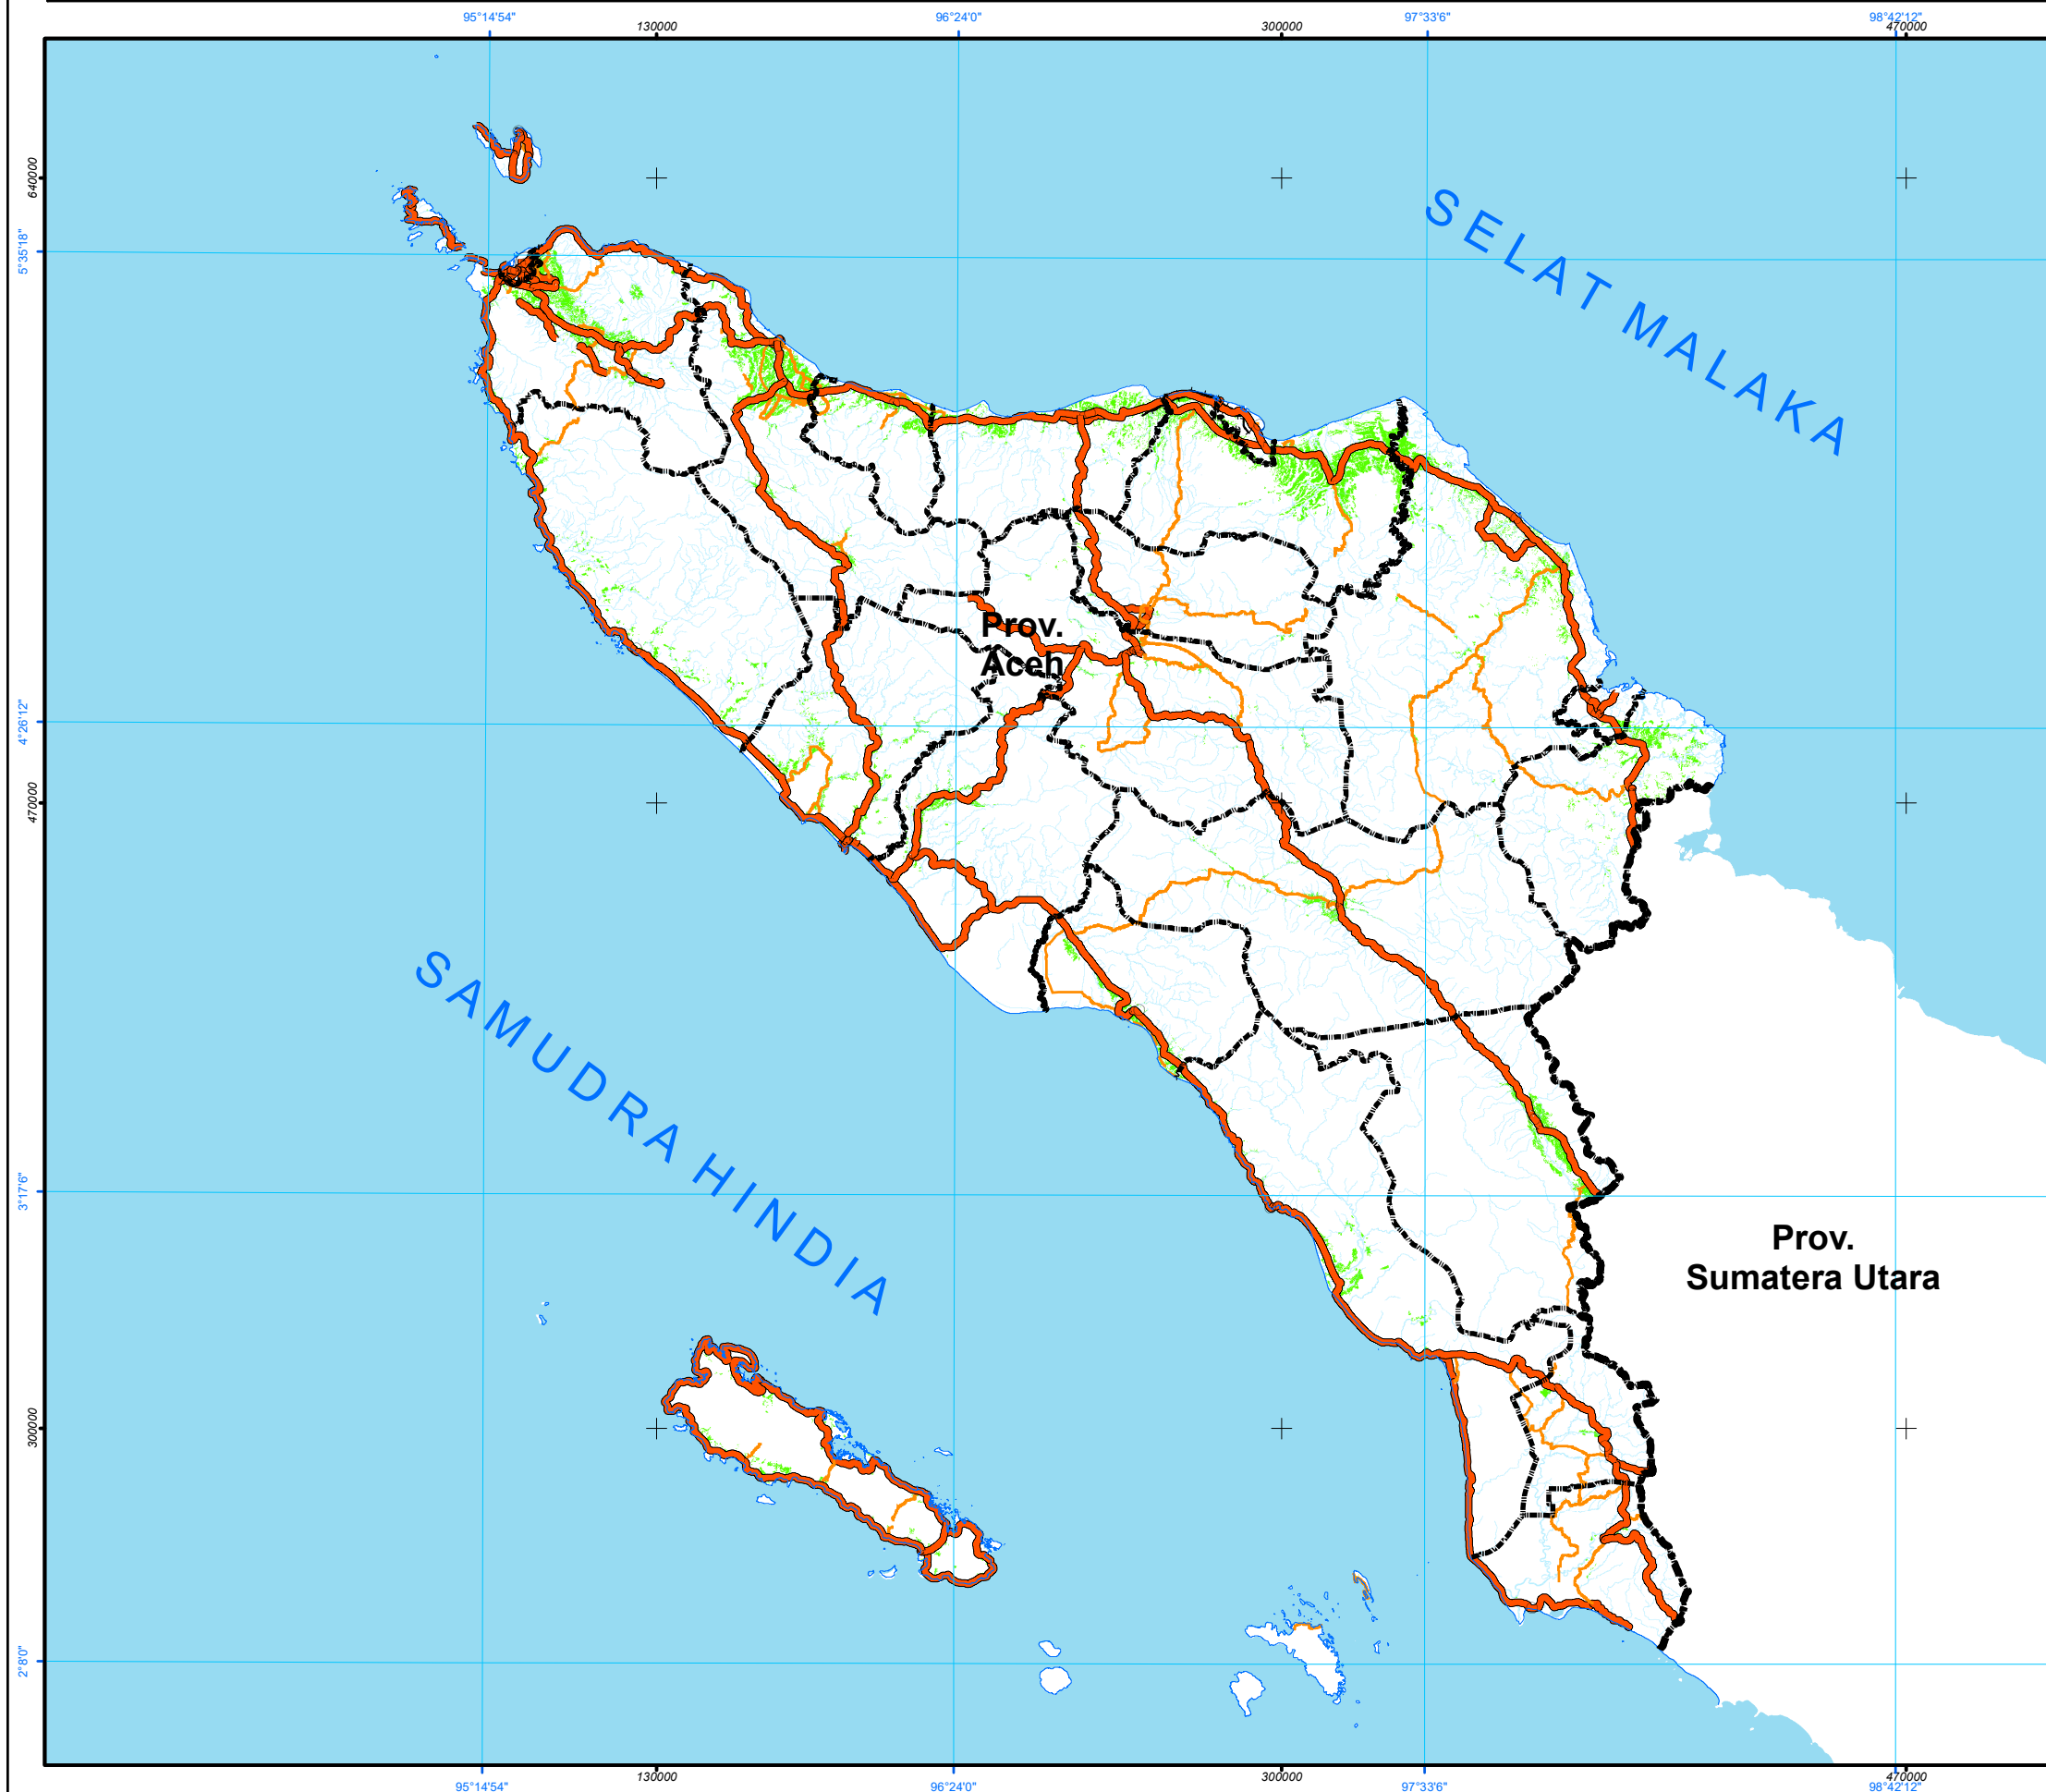 95°14'54" 96°24'0" 97°33'6" 98°42'12"
130000 300000 470000
640000
5°35'18"
SELAT MALAKA
Prov.
Aceh
4°26'12"
470000
SAMUDRA HINDIA
3°17'6"
Prov.
Sumatera Utara
300000
2°8'0"
130000 300000 470000
95°14'54" 96°24'0" 97°33'6" 98°42'12"